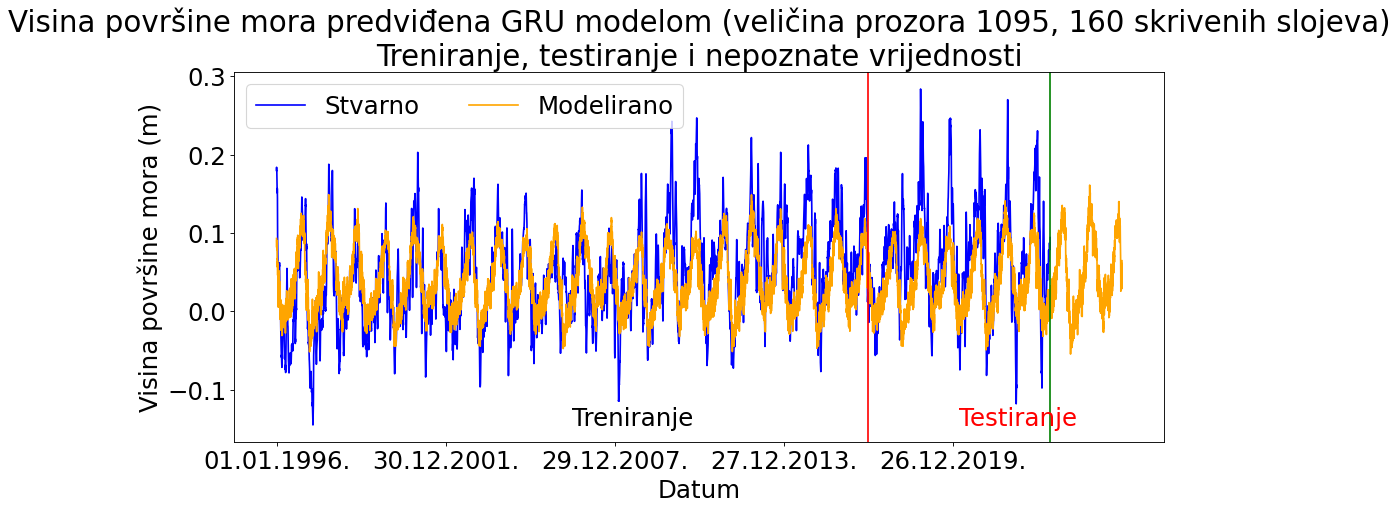 Visina površine mora predviđena GRU modelom (veličina prozora 1095, 160 skrivenih slojeva)
Treniranje, testiranje i nepoznate vrijednosti
Visina površine mora (m)
0.3
0.2
0.1
0.0
−0.1
Stvarno Modelirano
Treniranje Testiranje
01.01.1996. 30.12.2001. 29.12.2007. 27.12.2013. 26.12.2019.
Datum